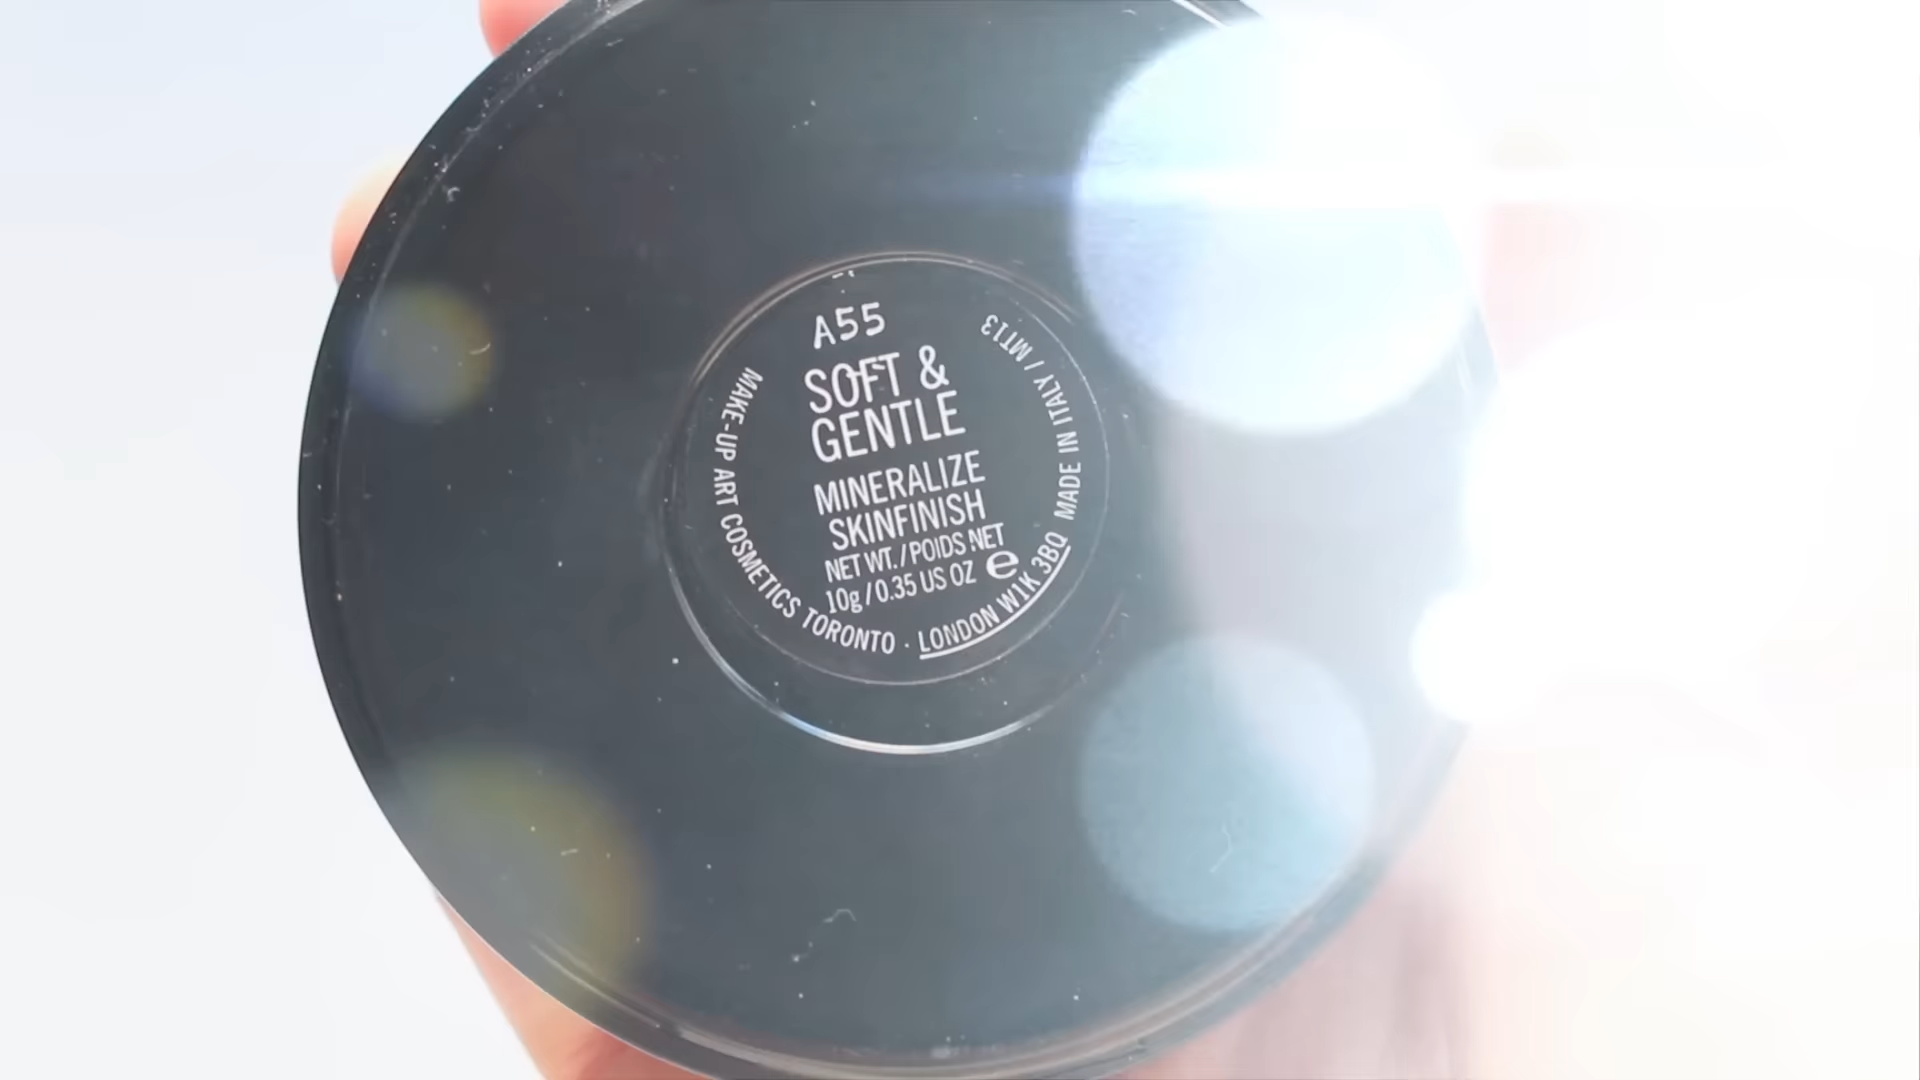 A55
SOFT &
GENTLE
MINERALIZE
SKINFINISH
NET WT./POIDS NET
10g/0.35 US OZ e
MAKE-UP ART COSMETICS TORONTO · LONDON W1K 3BQ MADE IN ITALY / MT13